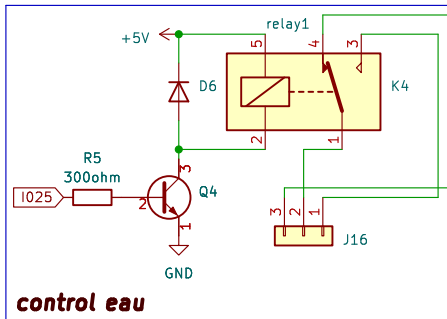 relay1
+5V
5
4
3
D6
K4
R5
300ohm
2
1
3
IO25
2
Q4
1
3
2
1
J16
GND
control eau